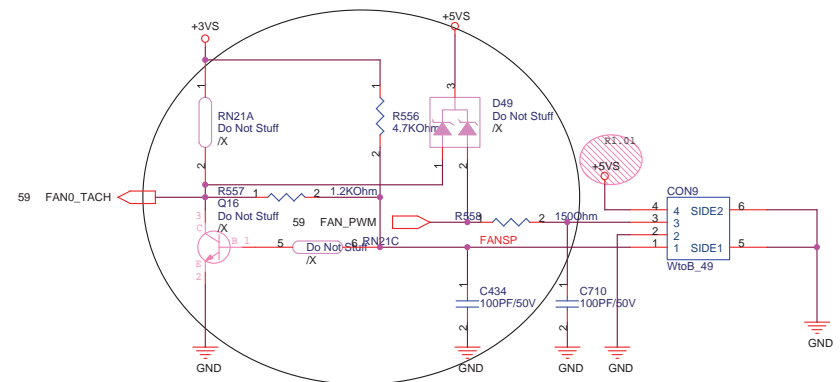 +3VS
+5VS
1
RN21A
Do Not Stuff
/X
2
1
R556
4.7KOhm
2
3
D49
Do Not Stuff
/X
1
2
R1.01
+5VS
59 FAN0_TACH
R557
1
2
1.2KOhm
Q16
Do Not Stuff
/X
3
C
B 1
E
2
59 FAN_PWM
R558
1
2
150Ohm
FANSP
5
Do Not Stuff
6
RN21C
/X
CON9
4
4
SIDE2
6
3
3
2
2
1
1
SIDE1
5
WtoB_49
1
C434
100PF/50V
2
1
C710
100PF/50V
2
GND
GND
GND
GND
GND